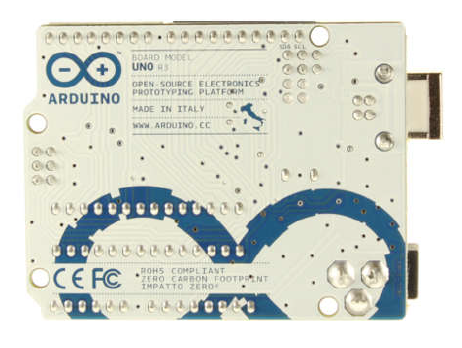 SDA SCL
BOARD MODEL
UNO R3
ARDUINO
OPEN-SOURCE ELECTRONICS
PROTOTYPING PLATFORM
MADE IN ITALY
WWW.ARDUINO.CC
CE FC
ROHS COMPLIANT
ZERO CARBON FOOTPRINT
IMPATTO ZERO®